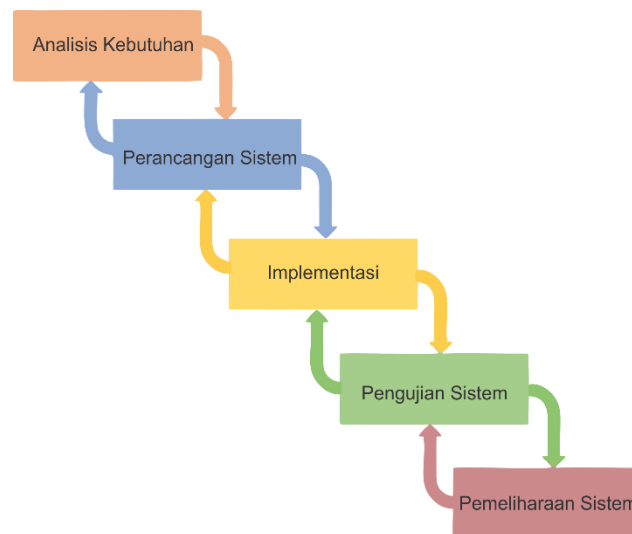 Analisis Kebutuhan
Perancangan Sistem
Implementasi
Pengujian Sistem
Pemeliharaan Sistem